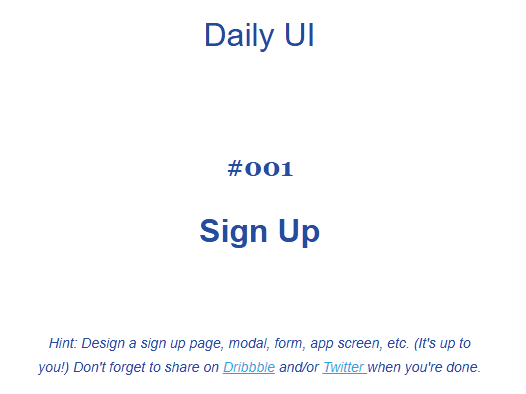 Daily UI
#001
Sign Up
Hint: Design a sign up page, modal, form, app screen, etc. (It's up to
you!) Don't forget to share on Dribbble and/or Twitter when you're done.